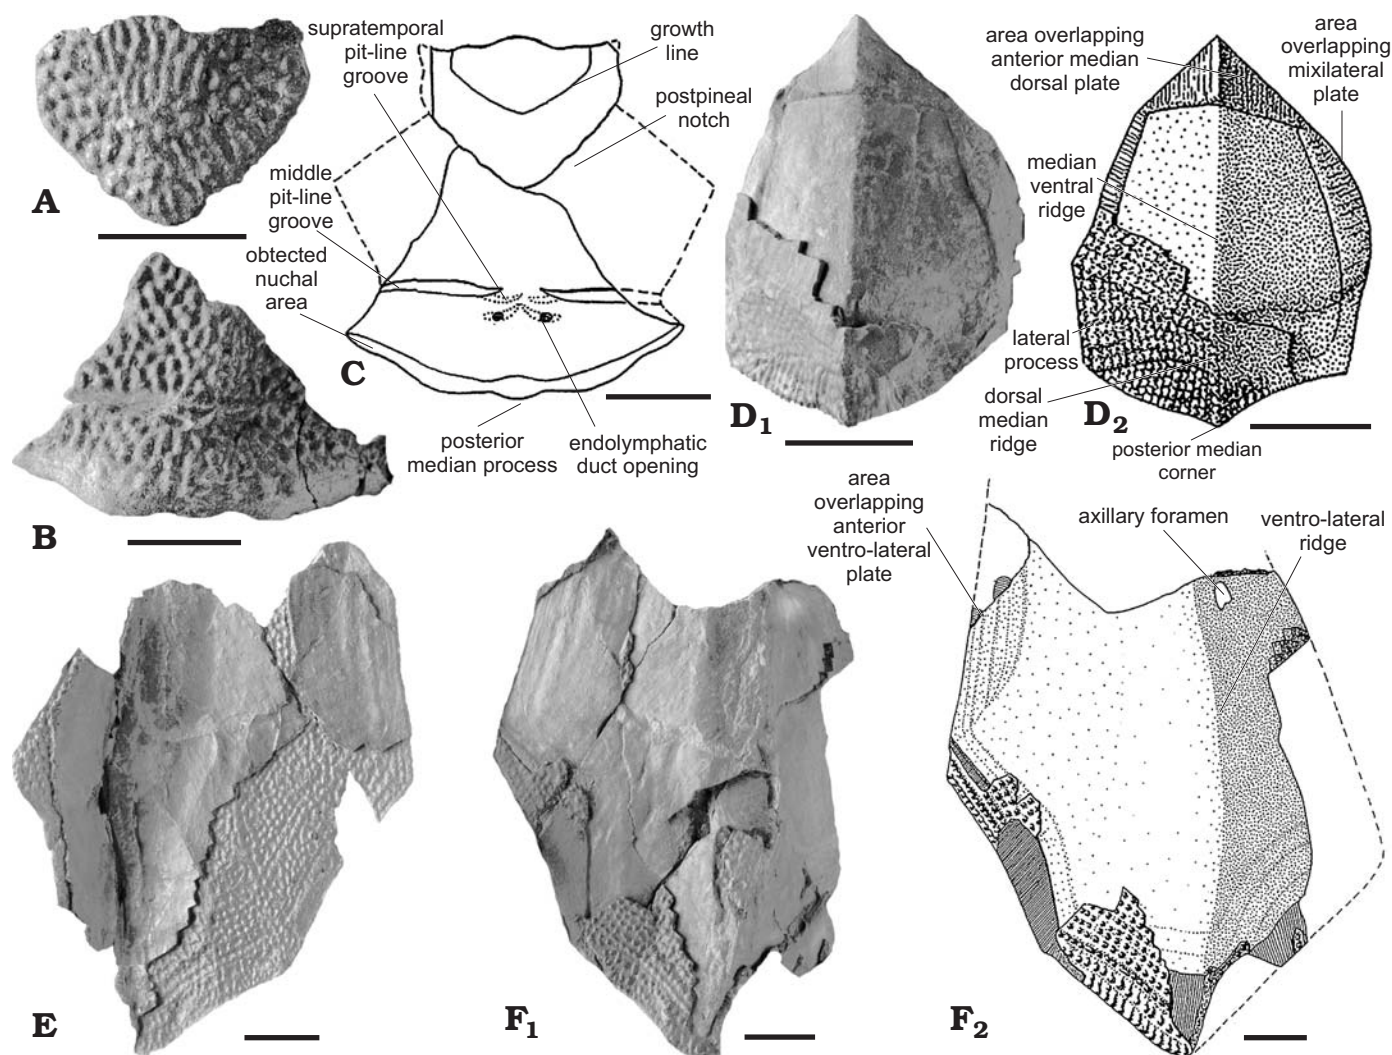 supratemporal
pit-line
groove
growth
line
postpineal
notch
middle
pit-line
groove
obtected
nuchal
area
posterior
median process
endolymphatic
duct opening
area overlapping
anterior median
dorsal plate
area
overlapping
mixilateral
plate
median
ventral
ridge
lateral
process
dorsal
median
ridge
posterior median
corner
area
overlapping
anterior
ventro-lateral
plate
axillary foramen
ventro-lateral
ridge
A
B
C
D1
D2
E
F1
F2